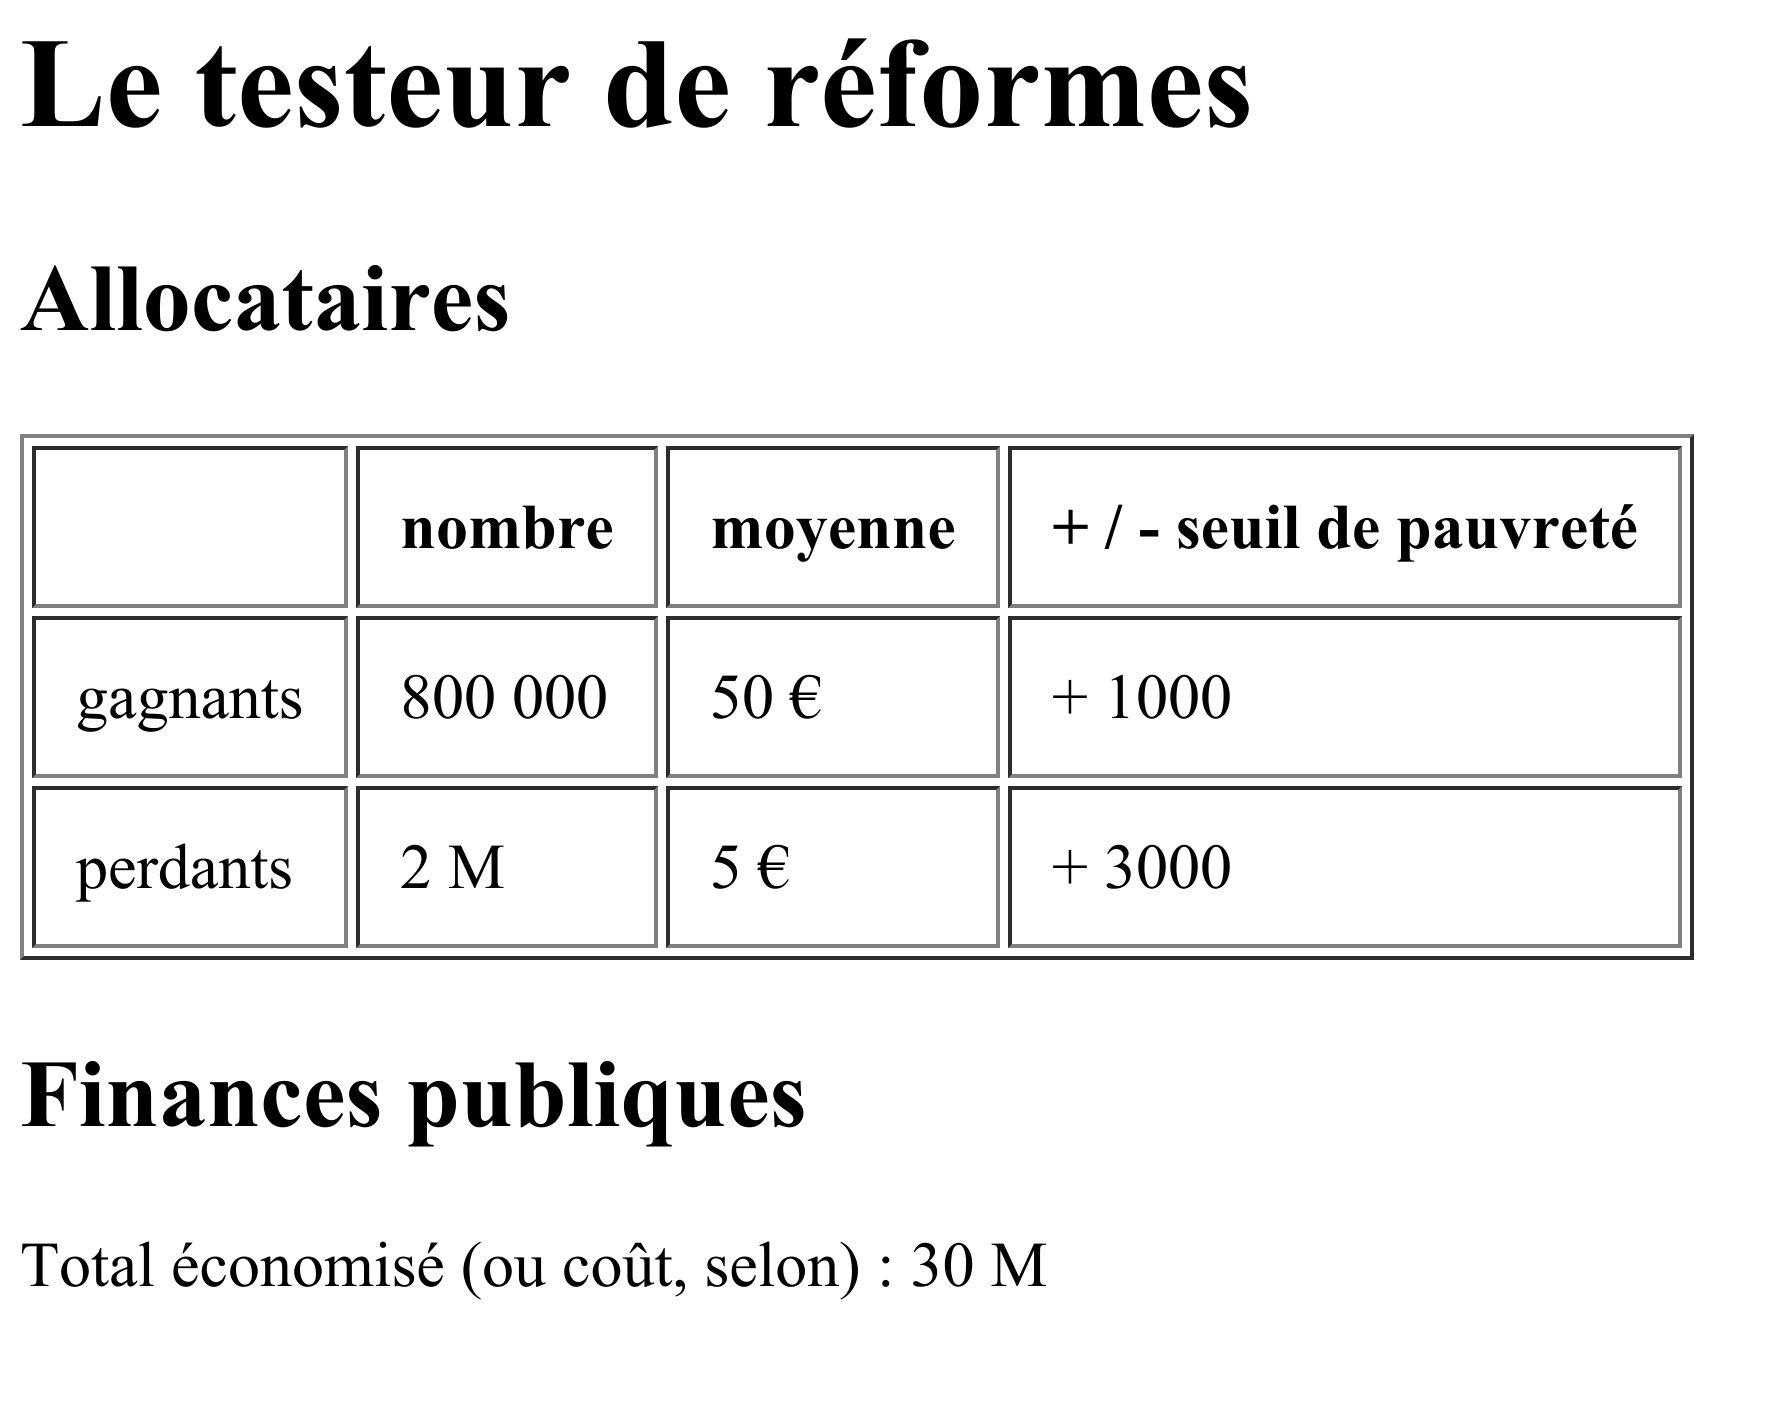 Le testeur de réformes
Allocataires
nombre moyenne + / - seuil de pauvreté
gagnants 800 000 50 € + 1000
perdants 2 M 5 € + 3000
Finances publiques
Total économisé (ou coût, selon) : 30 M